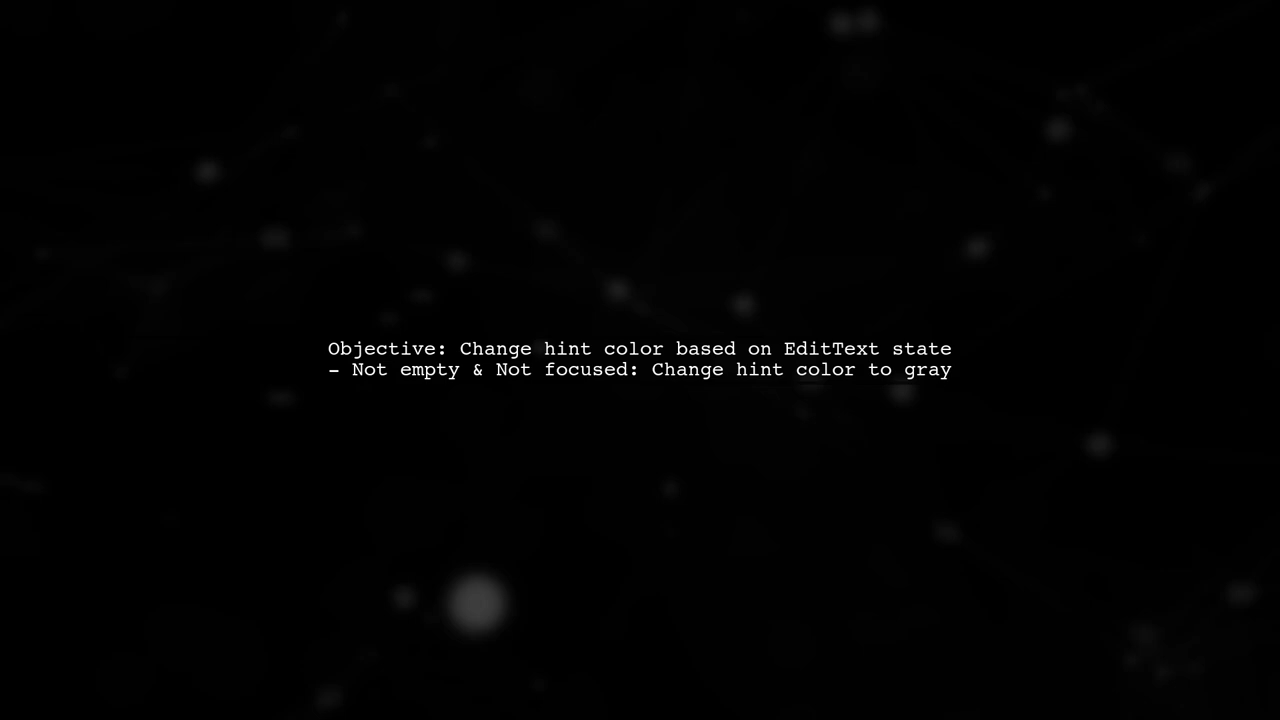 Objective: Change hint color based on EditText state
- Not empty & Not focused: Change hint color to gray